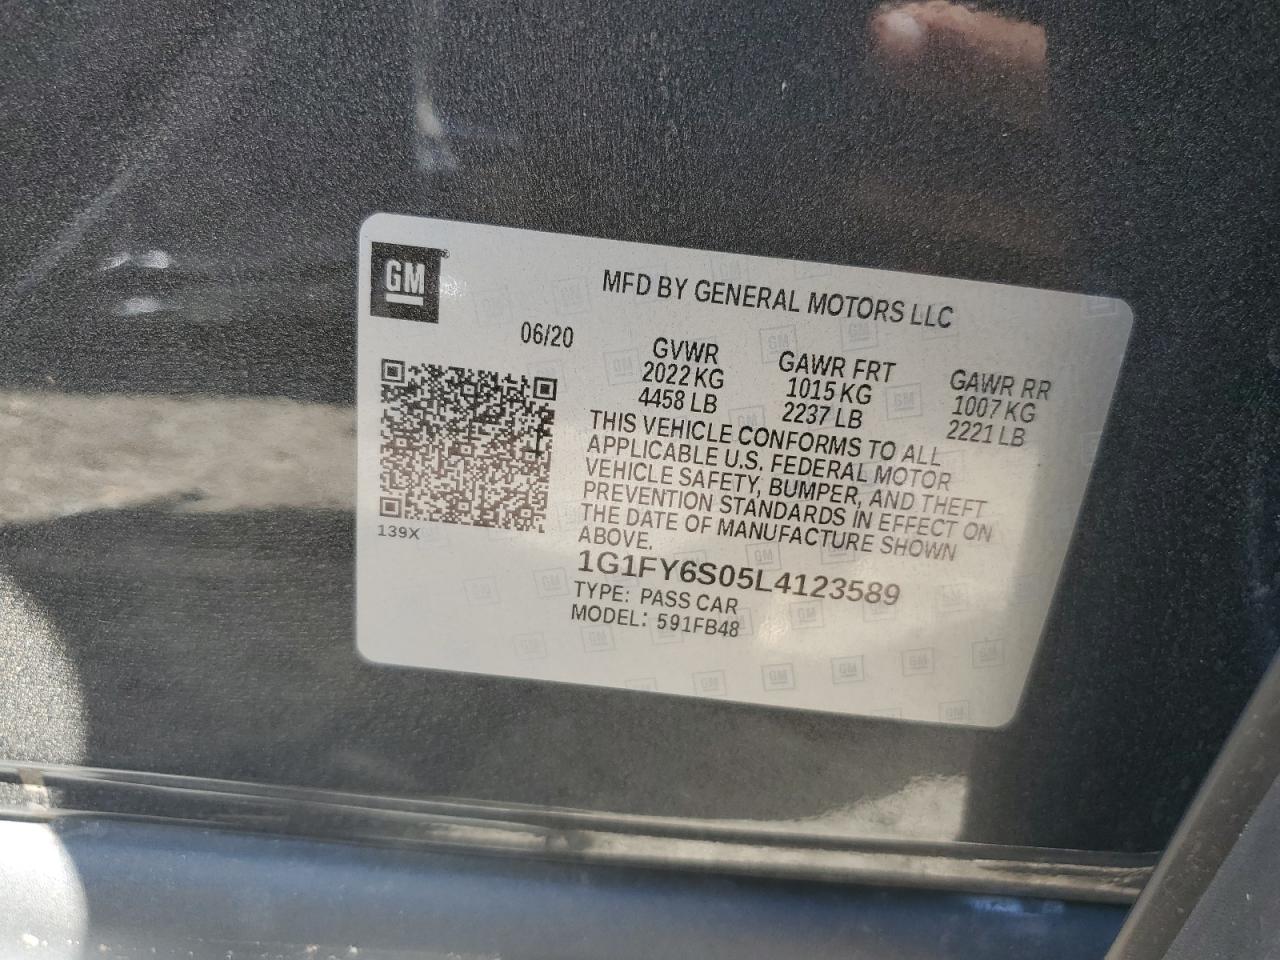 GM
MFD BY GENERAL MOTORS LLC
06/20
GVWR
2022 KG
4458 LB
GAWR FRT
1015 KG
2237 LB
GAWR RR
1007 KG
2221 LB
THIS VEHICLE CONFORMS TO ALL
APPLICABLE U.S. FEDERAL MOTOR
VEHICLE SAFETY, BUMPER, AND THEFT
PREVENTION STANDARDS IN EFFECT ON
THE DATE OF MANUFACTURE SHOWN
ABOVE.
139X
1G1FY6S05L4123589
TYPE: PASS CAR
MODEL: 591FB48